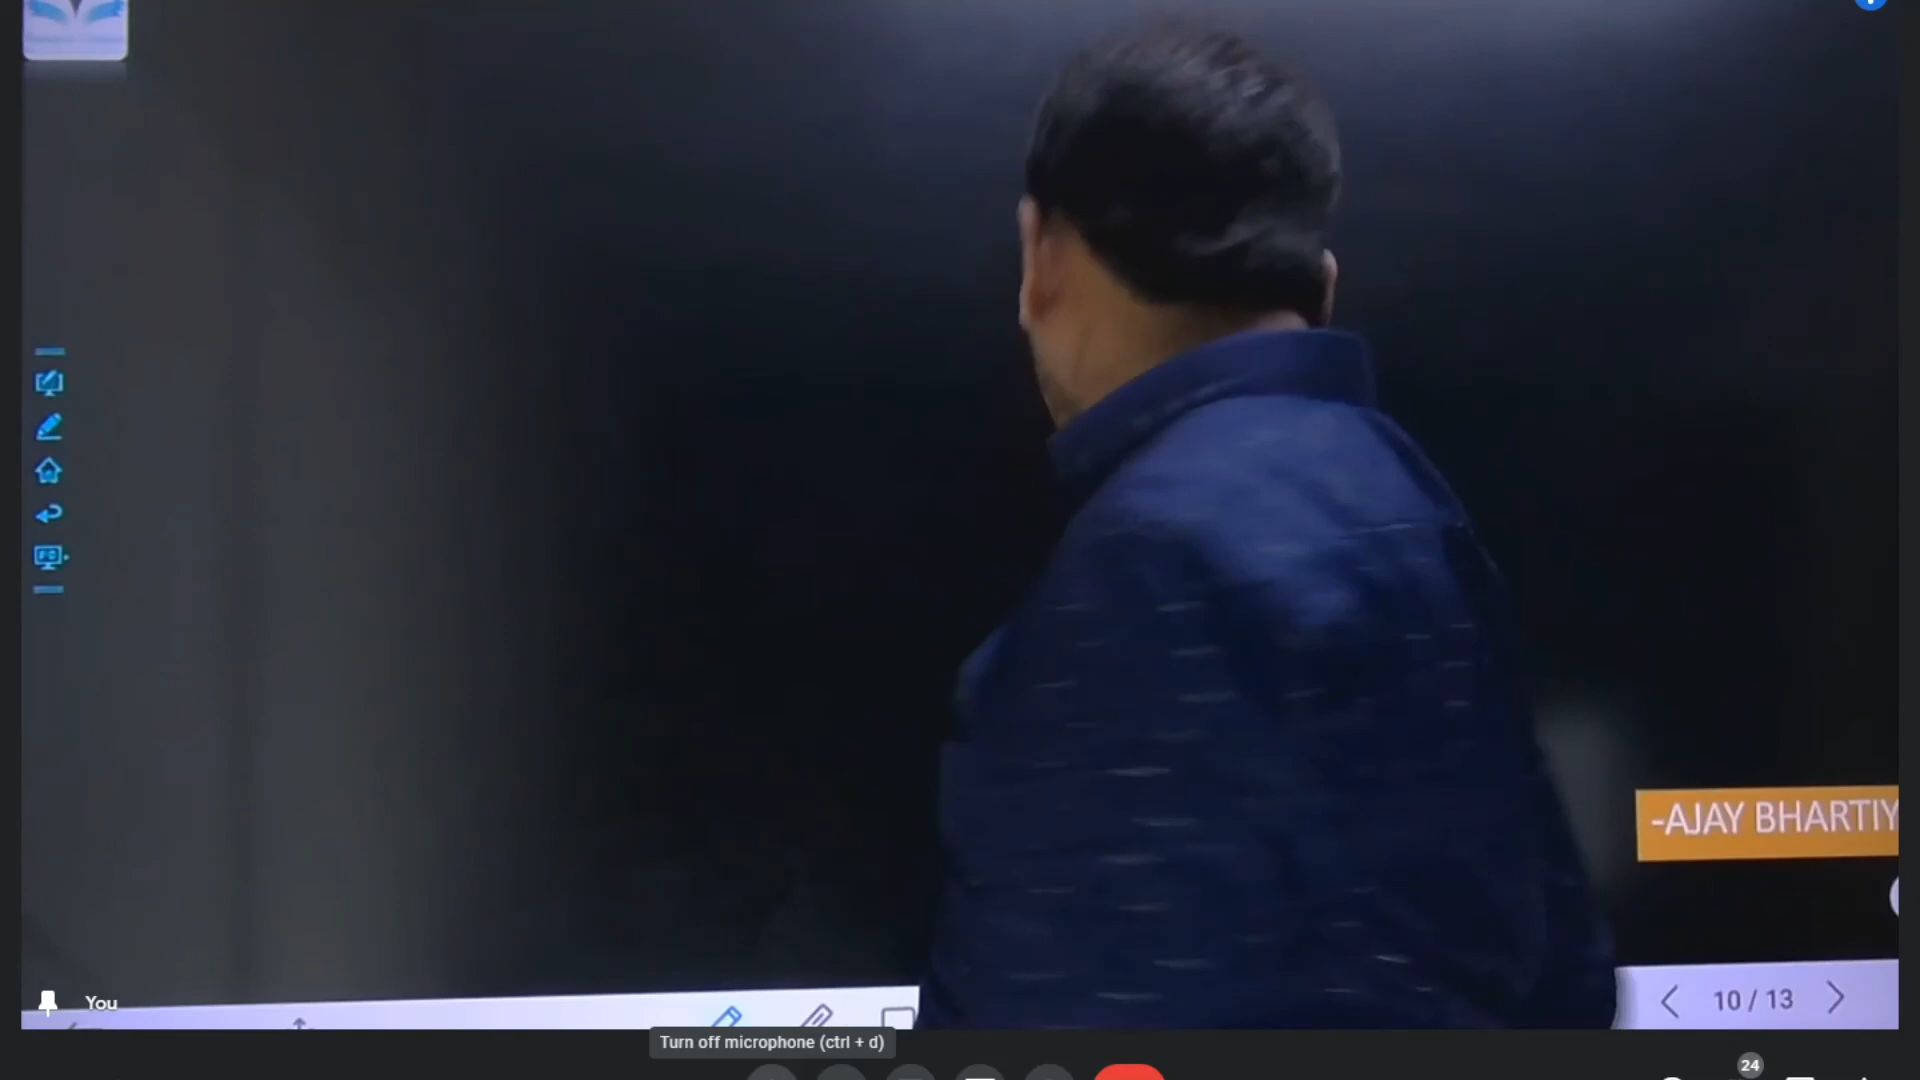 -AJAY BHARTIY
You
10 / 13
Turn off microphone (ctrl + d)
24